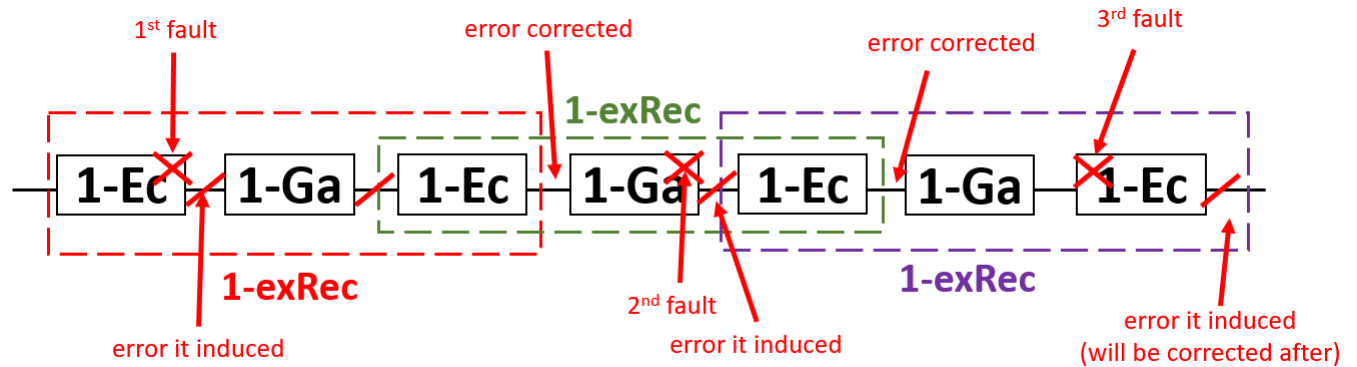 1st fault
error corrected
error corrected
3rd fault
1-exRec
1-Ec
1-Ga
1-Ec
1-Ga
1-Ec
1-Ga
1-Ec
1-exRec
1-exRec
2nd fault
error it induced
error it induced
error it induced
(will be corrected after)